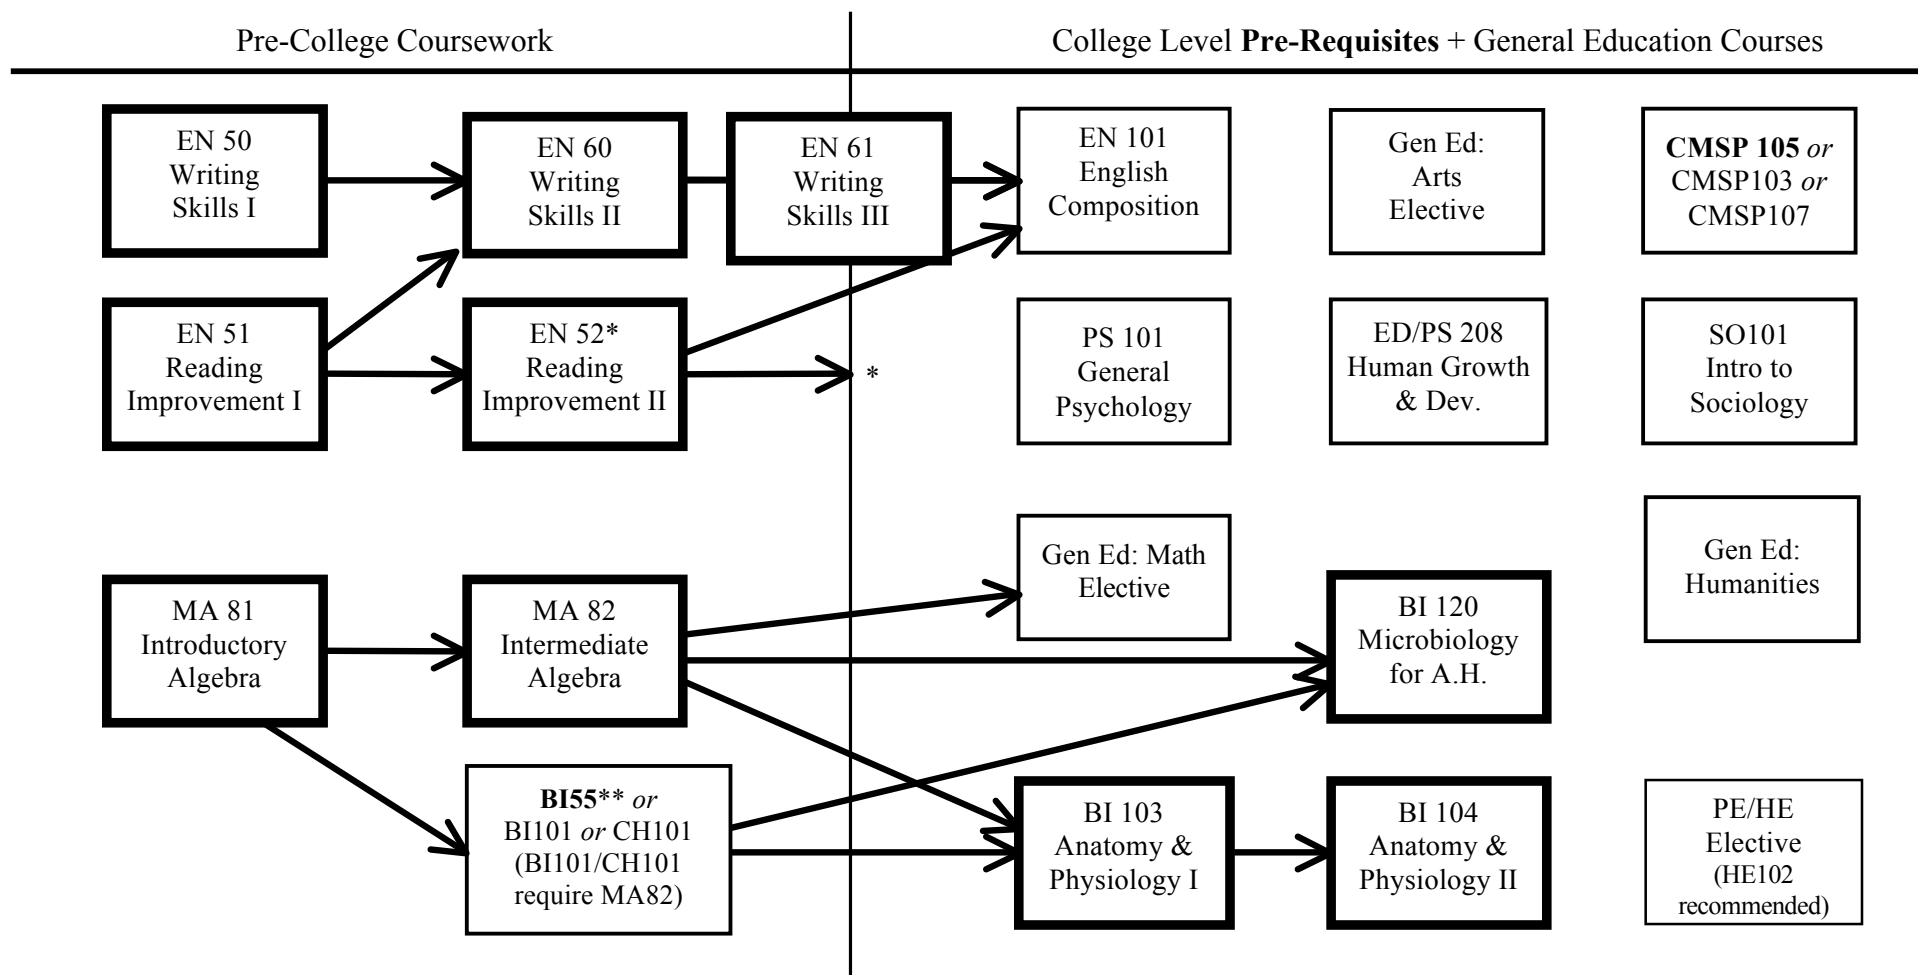 Pre-College Coursework
College Level Pre-Requisites + General Education Courses
EN 50
Writing
Skills I
EN 60
Writing
Skills II
EN 61
Writing
Skills III
EN 101
English
Composition
Gen Ed:
Arts
Elective
CMSP 105 or
CMSP103 or
CMSP107
EN 51
Reading
Improvement I
EN 52*
Reading
Improvement II
*
PS 101
General
Psychology
ED/PS 208
Human Growth
& Dev.
SO101
Intro to
Sociology
MA 81
Introductory
Algebra
MA 82
Intermediate
Algebra
Gen Ed: Math
Elective
BI 120
Microbiology
for A.H.
Gen Ed:
Humanities
BI55** or
BI101 or CH101
(BI101/CH101
require MA82)
BI 103
Anatomy &
Physiology I
BI 104
Anatomy &
Physiology II
PE/HE
Elective
(HE102
recommended)